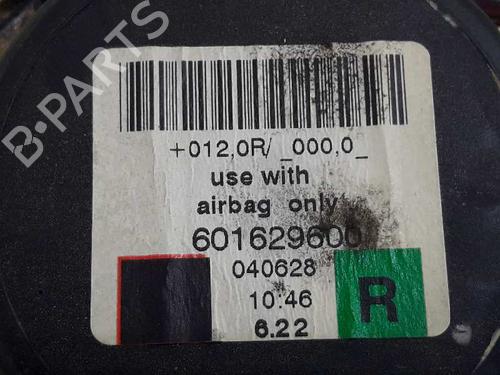 B-PARTS
+012,0R/ _000,0_
use with
airbag only
601629600
040628
10:46
6.22
R